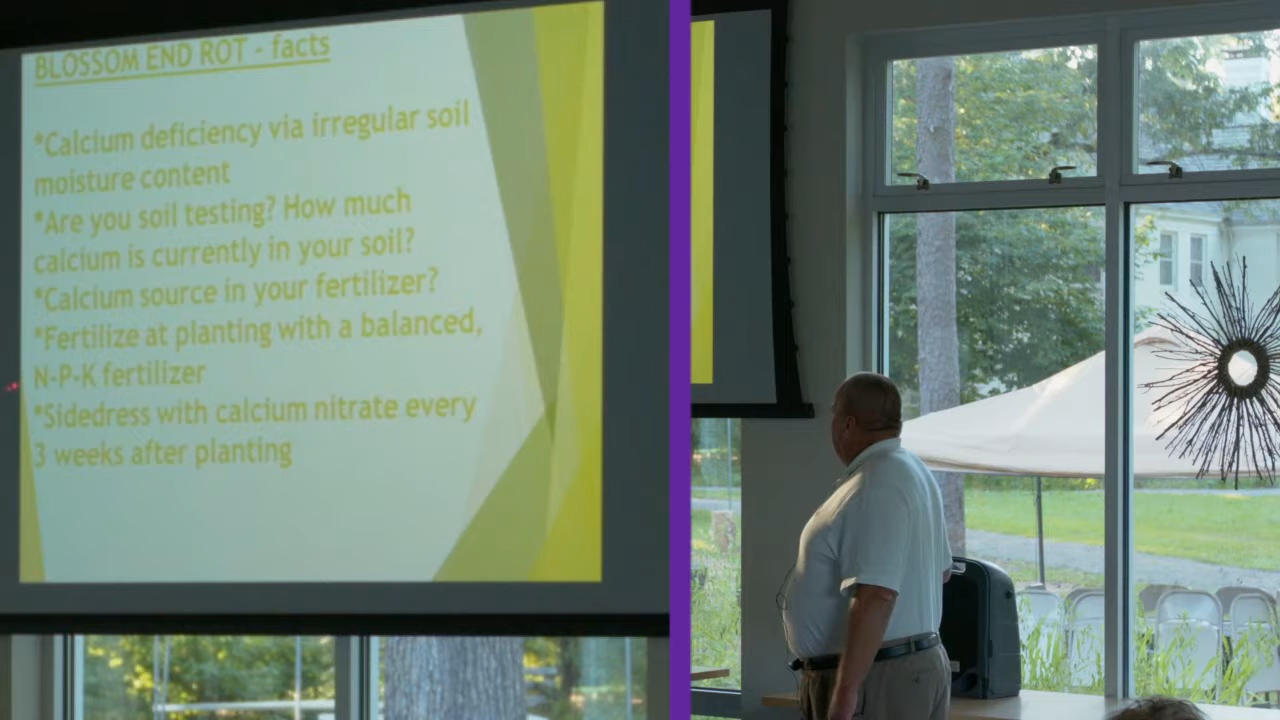 BLOSSOM END ROT - facts
*Calcium deficiency via irregular soil
moisture content
*Are you soil testing? How much
calcium is currently in your soil?
*Calcium source in your fertilizer?
*Fertilize at planting with a balanced,
N-P-K fertilizer
*Sidedress with calcium nitrate every
3 weeks after planting